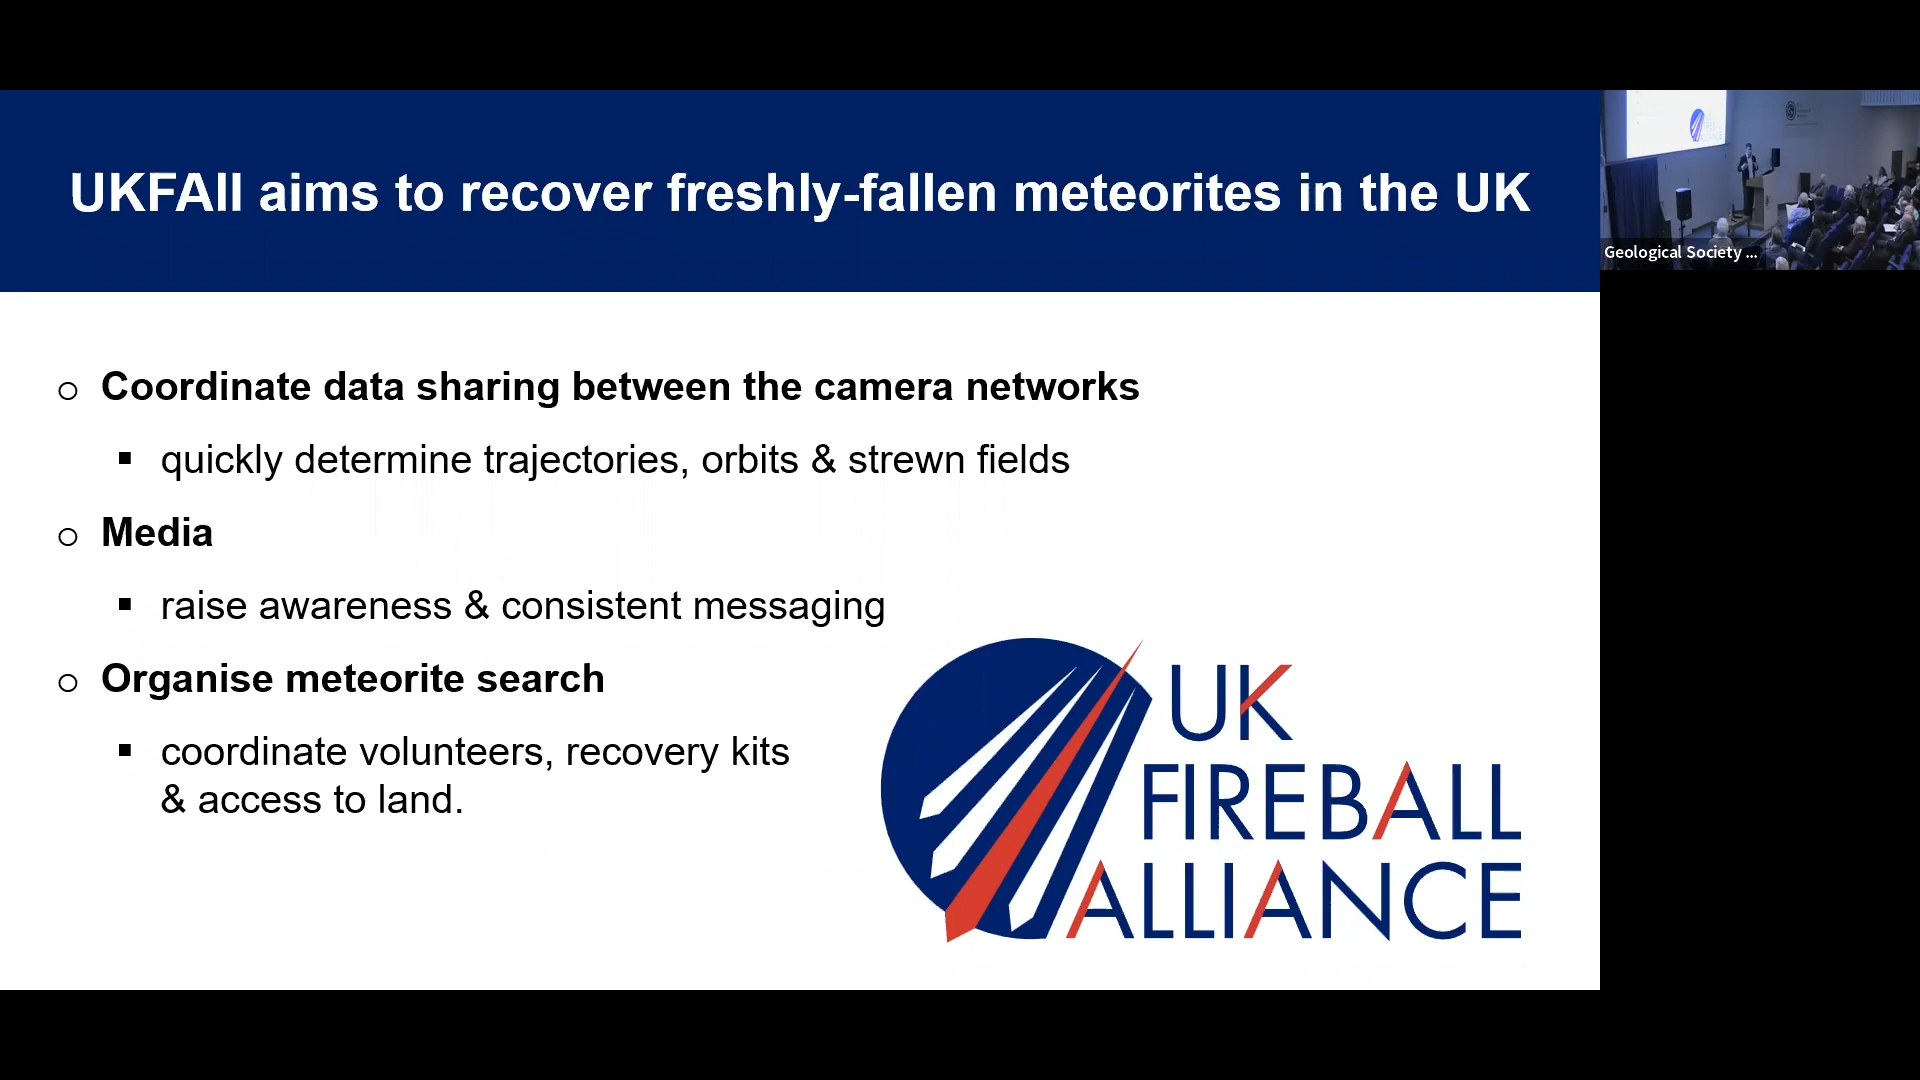 UKFAll aims to recover freshly-fallen meteorites in the UK
Coordinate data sharing between the camera networks
quickly determine trajectories, orbits & strewn fields
Media
raise awareness & consistent messaging
Organise meteorite search
coordinate volunteers, recovery kits
& access to land.
UK
FIREBALL
ALLIANCE
Geological Society ...